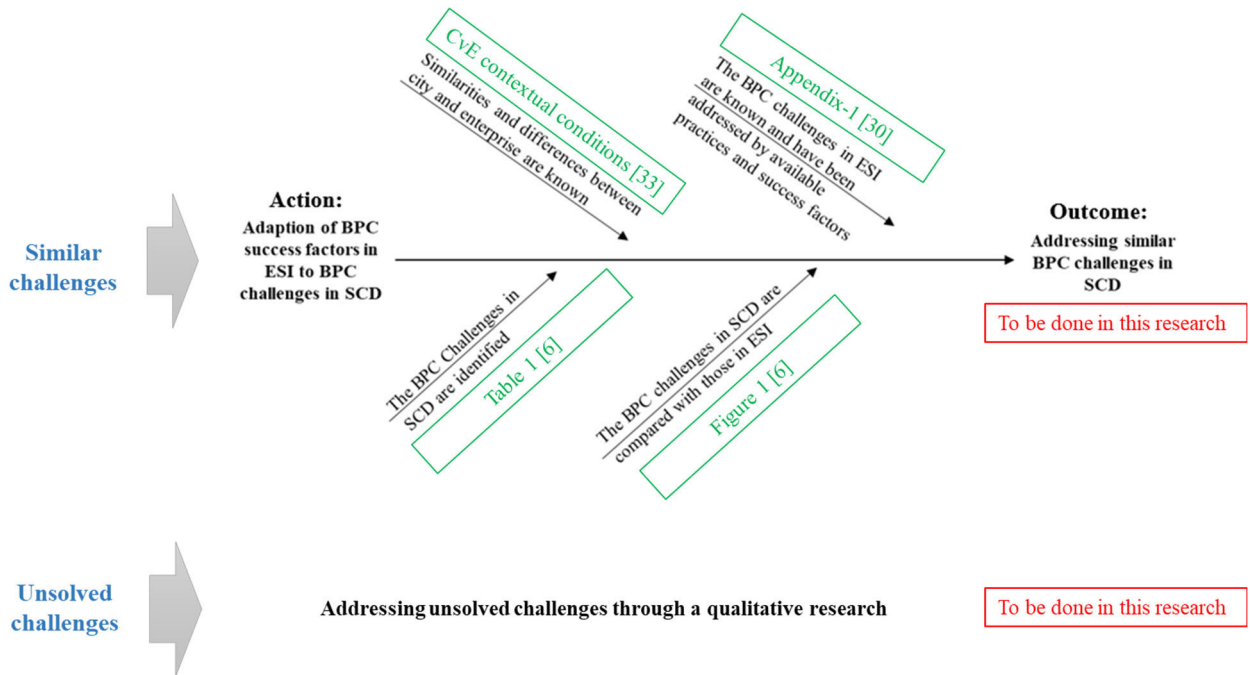 CvE contextual conditions [33]
Similarities and differences between
city and enterprise are known
Appendix-1 [30]
The BPC challenges in ESI
are known and have been
addressed by available
practices and success factors
Similar
challenges
Action:
Adaption of BPC
success factors in
ESI to BPC
challenges in SCD
Outcome:
Addressing similar
BPC challenges in
SCD
To be done in this research
The BPC Challenges in
SCD are identified
Table 1 [6]
The BPC challenges in SCD are
compared with those in ESI
Figure 1 [6]
Unsolved
challenges
Addressing unsolved challenges through a qualitative research
To be done in this research